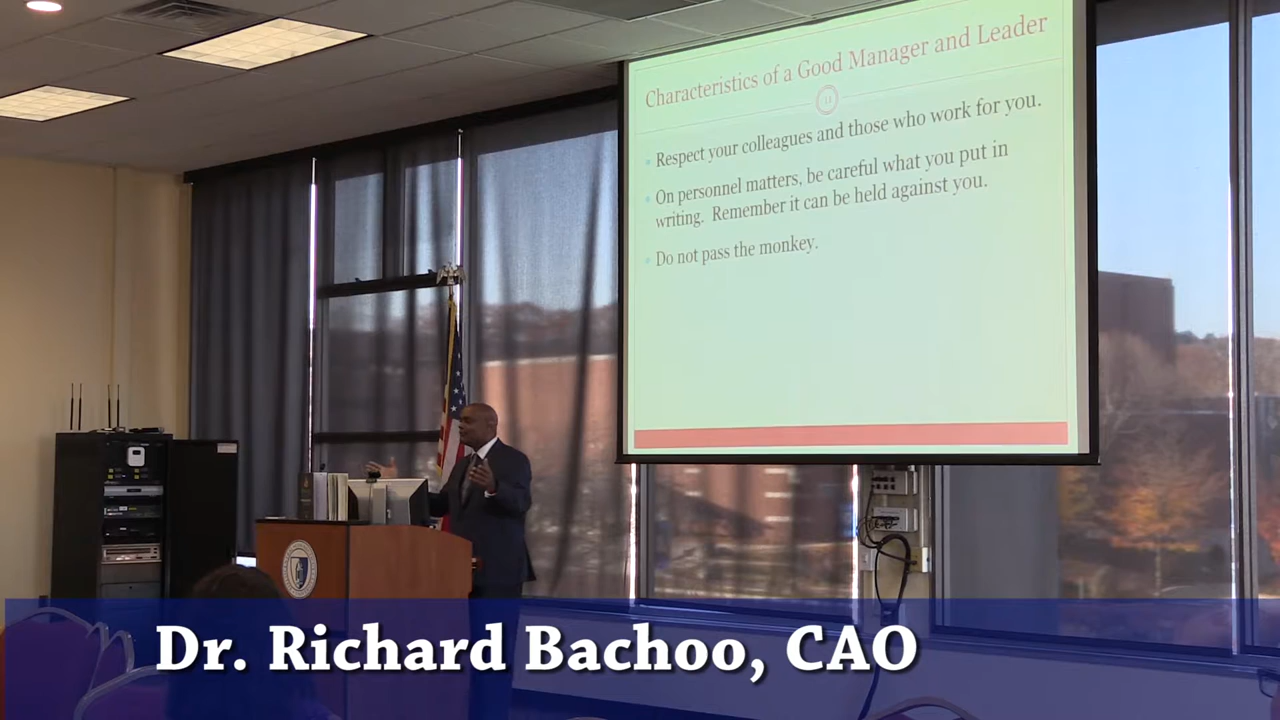 Characteristics of a Good Manager and Leader
Respect your colleagues and those who work for you.
On personnel matters, be careful what you put in
writing. Remember it can be held against you.
Do not pass the monkey.
Dr. Richard Bachoo, CAO